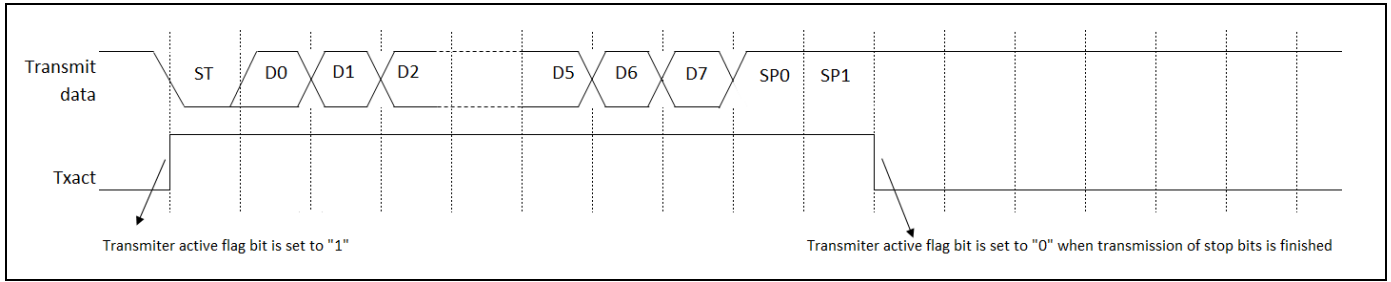 Transmit
data
ST D0 D1 D2 D5 D6 D7 SP0 SP1
Txact
Transmiter active flag bit is set to "1"
Transmiter active flag bit is set to "0" when transmission of stop bits is finished